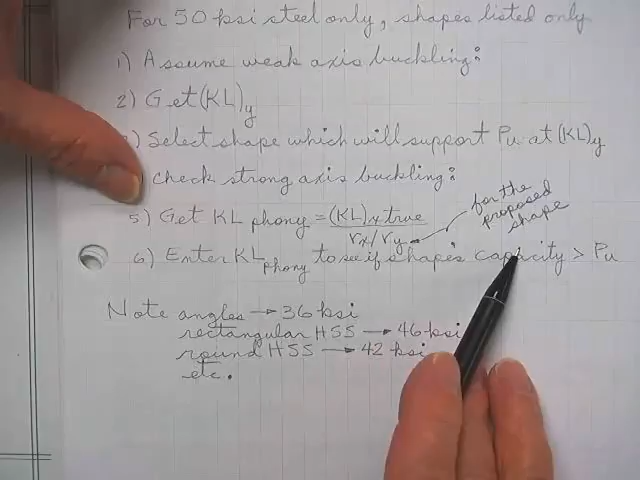 For 50 ksi steel only, shapes listed only
1) Assume weak axis buckling:
2) Get (KL)y
) Select shape which will support Pu at (KL)y
) check strong axis buckling:
5) Get KL phony = (KL)x true
rx/ry
for the
proposed
shape
6) Enter KL phony to see if shapes capacity > Pu
Note angles → 36 ksi
rectangular HSS → 46 ksi
round HSS → 42 ksi
etc.